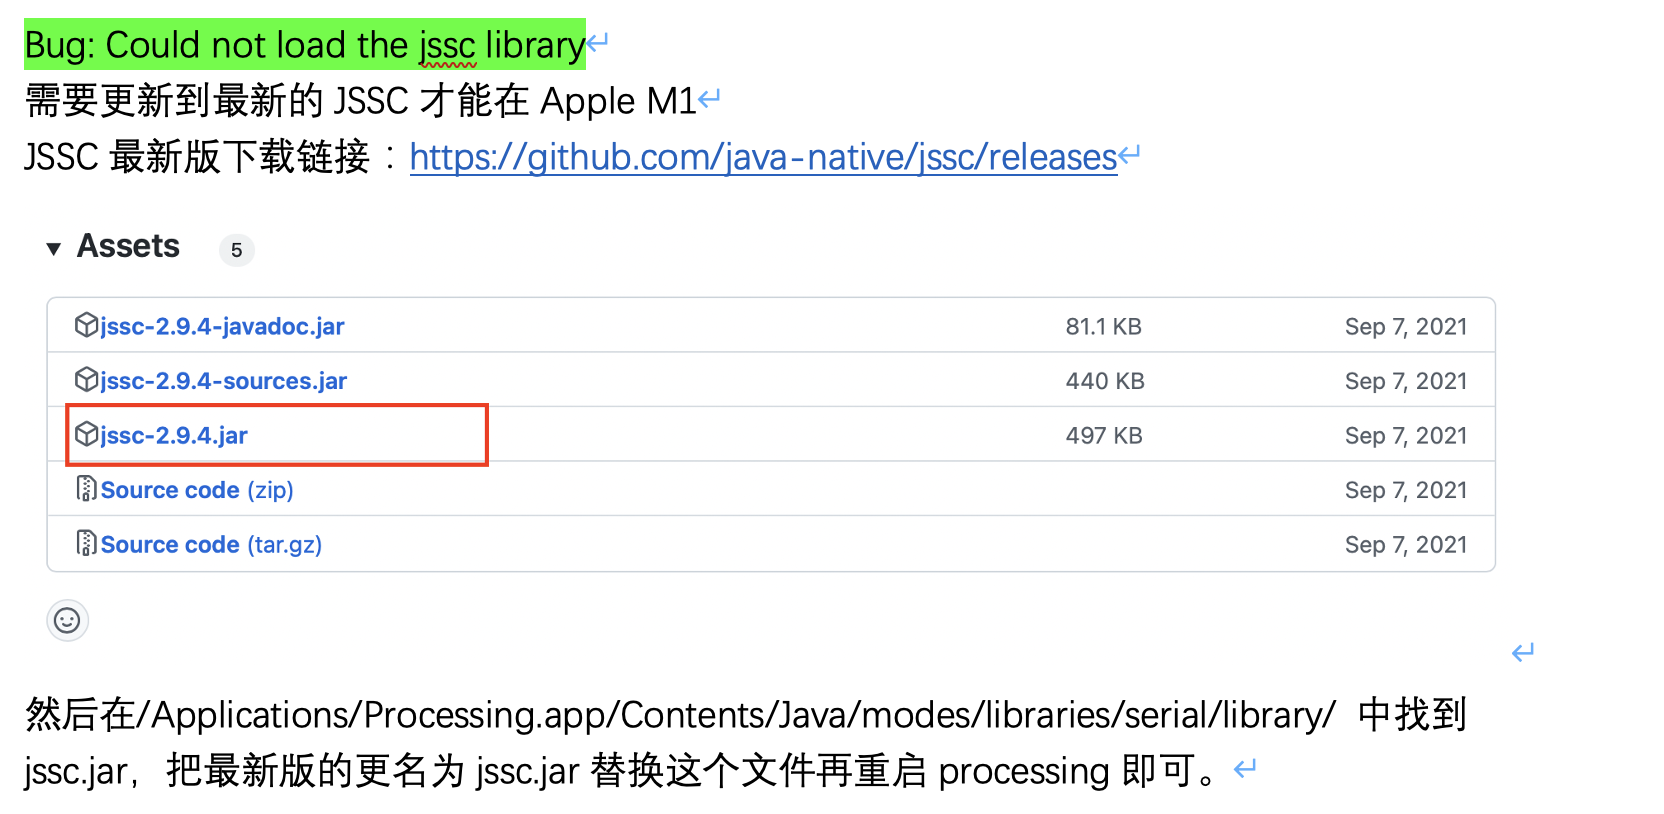 Bug: Could not load the jssc library
需要更新到最新的 JSSC 才能在 Apple M1
JSSC 最新版下载链接：https://github.com/java-native/jssc/releases
Assets 5
jssc-2.9.4-javadoc.jar 81.1 KB Sep 7, 2021
jssc-2.9.4-sources.jar 440 KB Sep 7, 2021
jssc-2.9.4.jar 497 KB Sep 7, 2021
Source code (zip) Sep 7, 2021
Source code (tar.gz) Sep 7, 2021
然后在/Applications/Processing.app/Contents/Java/modes/libraries/serial/library/ 中找到
jssc.jar，把最新版的更名为 jssc.jar 替换这个文件再重启 processing 即可。